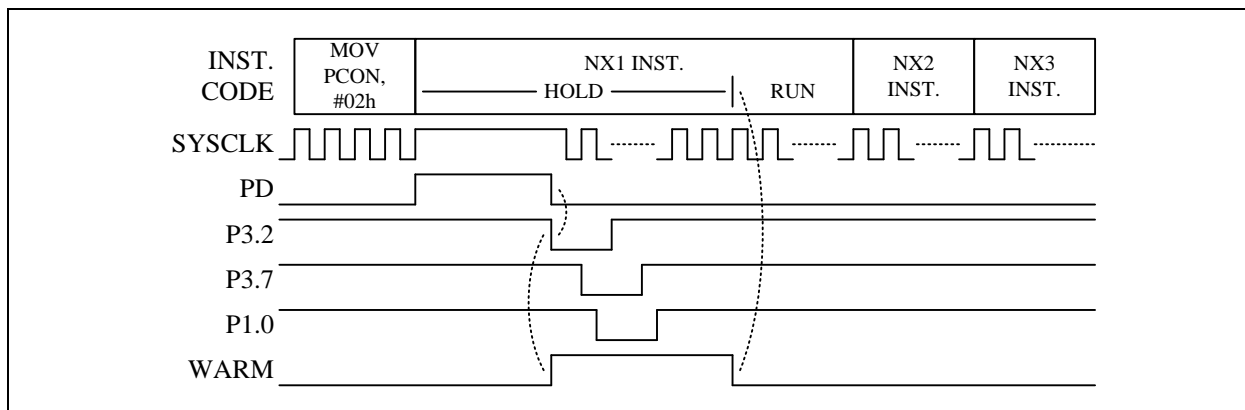 INST.
CODE
MOV
PCON,
#02h
NX1 INST.
HOLD
RUN
NX2
INST.
NX3
INST.
SYSCLK
PD
P3.2
P3.7
P1.0
WARM